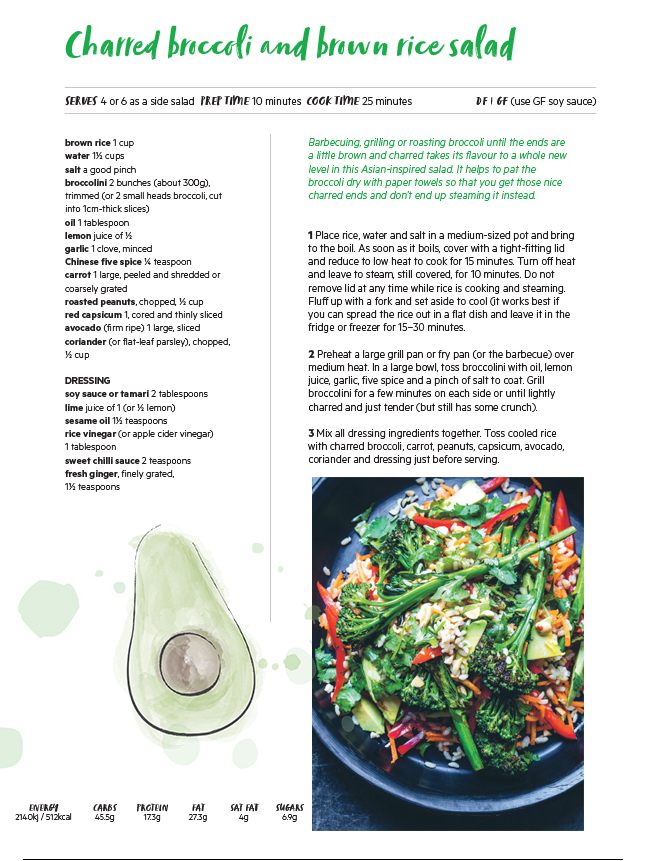 Charred broccoli and brown rice salad
SERVES 4 or 6 as a side salad PREP TIME 10 minutes COOK TIME 25 minutes
DF | GF (use GF soy sauce)
brown rice 1 cup
water 1½ cups
salt a good pinch
broccolini 2 bunches (about 300g),
trimmed (or 2 small heads broccoli, cut
into 1cm-thick slices)
oil 1 tablespoon
lemon juice of ½
garlic 1 clove, minced
Chinese five spice ¼ teaspoon
carrot 1 large, peeled and shredded or
coarsely grated
roasted peanuts, chopped, ½ cup
red capsicum 1, cored and thinly sliced
avocado (firm ripe) 1 large, sliced
coriander (or flat-leaf parsley), chopped,
½ cup
DRESSING
soy sauce or tamari 2 tablespoons
lime juice of 1 (or ½ lemon)
sesame oil 1½ teaspoons
rice vinegar (or apple cider vinegar)
1 tablespoon
sweet chilli sauce 2 teaspoons
fresh ginger, finely grated,
1½ teaspoons
Barbecuing, grilling or roasting broccoli until the ends are
a little brown and charred takes its flavour to a whole new
level in this Asian-inspired salad. It helps to pat the
broccoli dry with paper towels so that you get those nice
charred ends and don't end up steaming it instead.
1 Place rice, water and salt in a medium-sized pot and bring
to the boil. As soon as it boils, cover with a tight-fitting lid
and reduce to low heat to cook for 15 minutes. Turn off heat
and leave to steam, still covered, for 10 minutes. Do not
remove lid at any time while rice is cooking and steaming.
Fluff up with a fork and set aside to cool (it works best if
you can spread the rice out in a flat dish and leave it in the
fridge or freezer for 15–30 minutes.
2 Preheat a large grill pan or fry pan (or the barbecue) over
medium heat. In a large bowl, toss broccoli with oil, lemon
juice, garlic, five spice and a pinch of salt to coat. Grill
broccolini for a few minutes on each side or until lightly
charred and just tender (but still has some crunch).
3 Mix all dressing ingredients together. Toss cooled rice
with charred broccoli, carrot, peanuts, capsicum, avocado,
coriander and dressing just before serving.
ENERGY CARBS PROTEIN FAT SAT FAT SUGARS
2140kj / 512kcal 45.5g 17.3g 27.3g 4g 6.9g